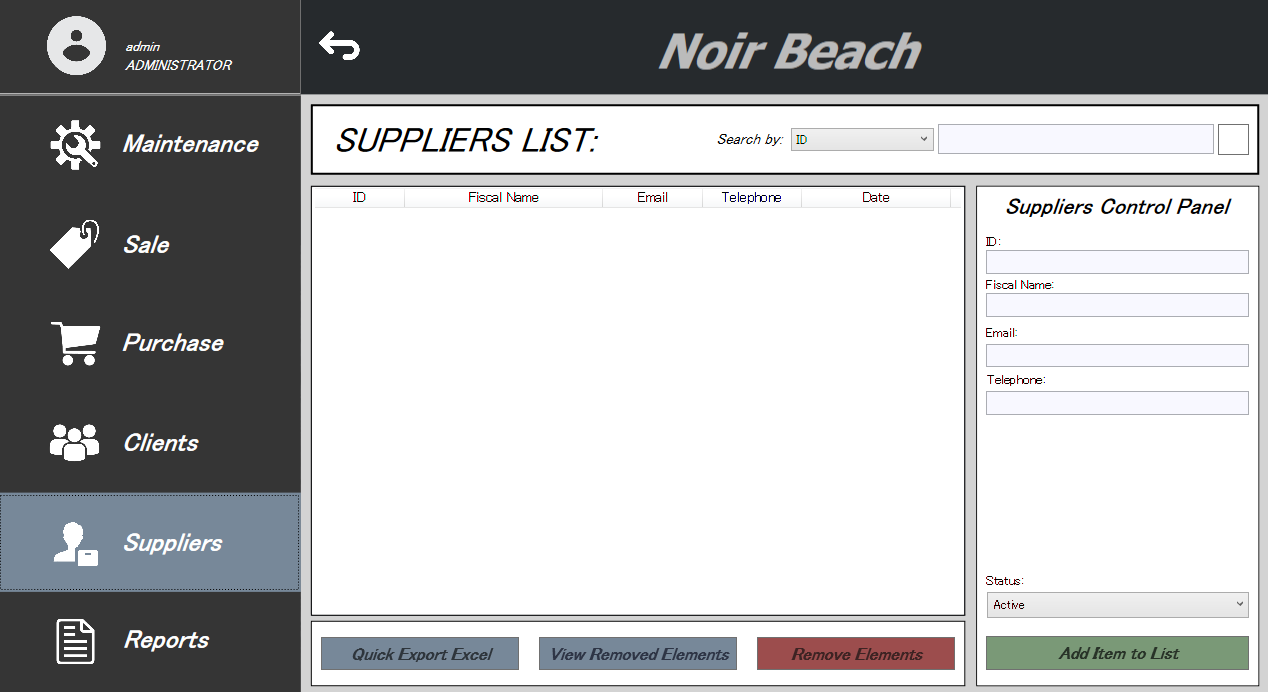 admin
ADMINISTRATOR
Noir Beach
Maintenance
Sale
Purchase
Clients
Suppliers
Reports
SUPPLIERS LIST:
Search by: ID
ID Fiscal Name Email Telephone Date
Suppliers Control Panel
ID:
Fiscal Name:
Email:
Telephone:
Status:
Active
Quick Export Excel View Removed Elements Remove Elements
Add Item to List